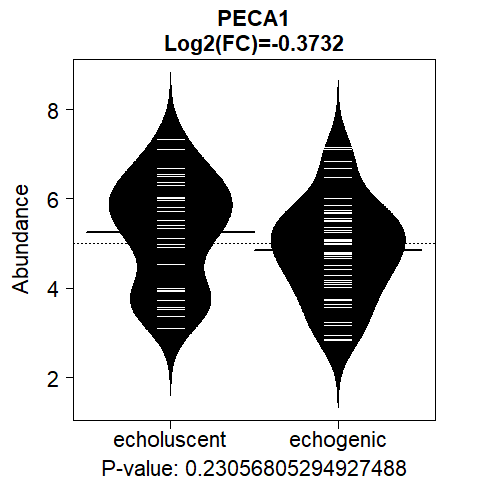 PECA1
Log2(FC)=-0.3732
Abundance
8
6
4
2
echoluscent echogenic
P-value: 0.23056805294927488